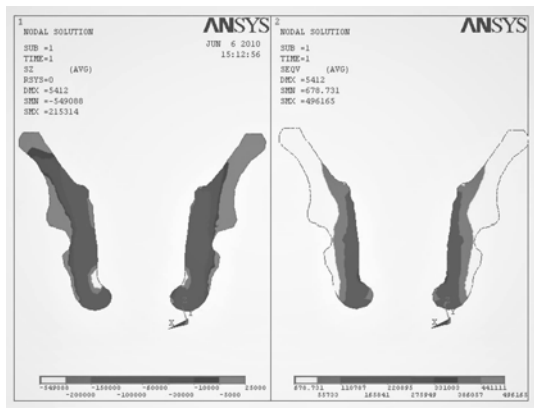 1
ANSYS
NODAL SOLUTION
JUN 6 2010
15:12:56
SUB =1
TIME=1
SZ (AVG)
RSYS=0
DMX =5412
SMN =-549088
SMX =215314
-549088 -150000 -80000 -10000 25000
-200000 -100000 -30000 -5000
2
ANSYS
NODAL SOLUTION
SUB =1
TIME=1
SEQV (AVG)
DMX =5412
SMN =678.731
SMX =496165
678.731 110787 220895 331003 441111
55733 165841 275949 386057 496165